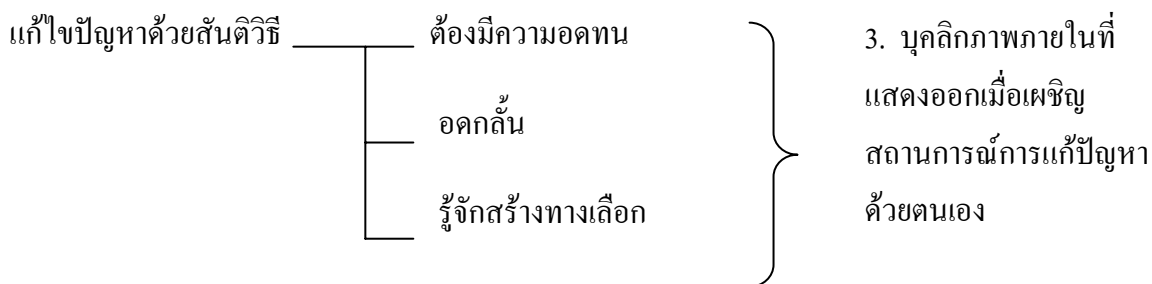 แก้ไขปัญหาด้วยสันติวิธี
ต้องมีความอดทน
อดกลั้น
รู้จักสร้างทางเลือก
3. บุคลิกภาพภายในที่
แสดงออกเมื่อเผชิญ
สถานการณ์การแก้ปัญหา
ด้วยตนเอง